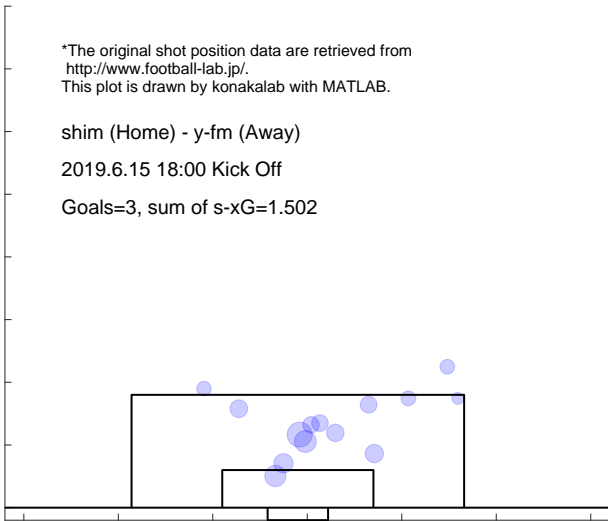 *The original shot position data are retrieved from
http://www.football-lab.jp/.
This plot is drawn by konakalab with MATLAB.
shim (Home) - y-fm (Away)
2019.6.15 18:00 Kick Off
Goals=3, sum of s-xG=1.502